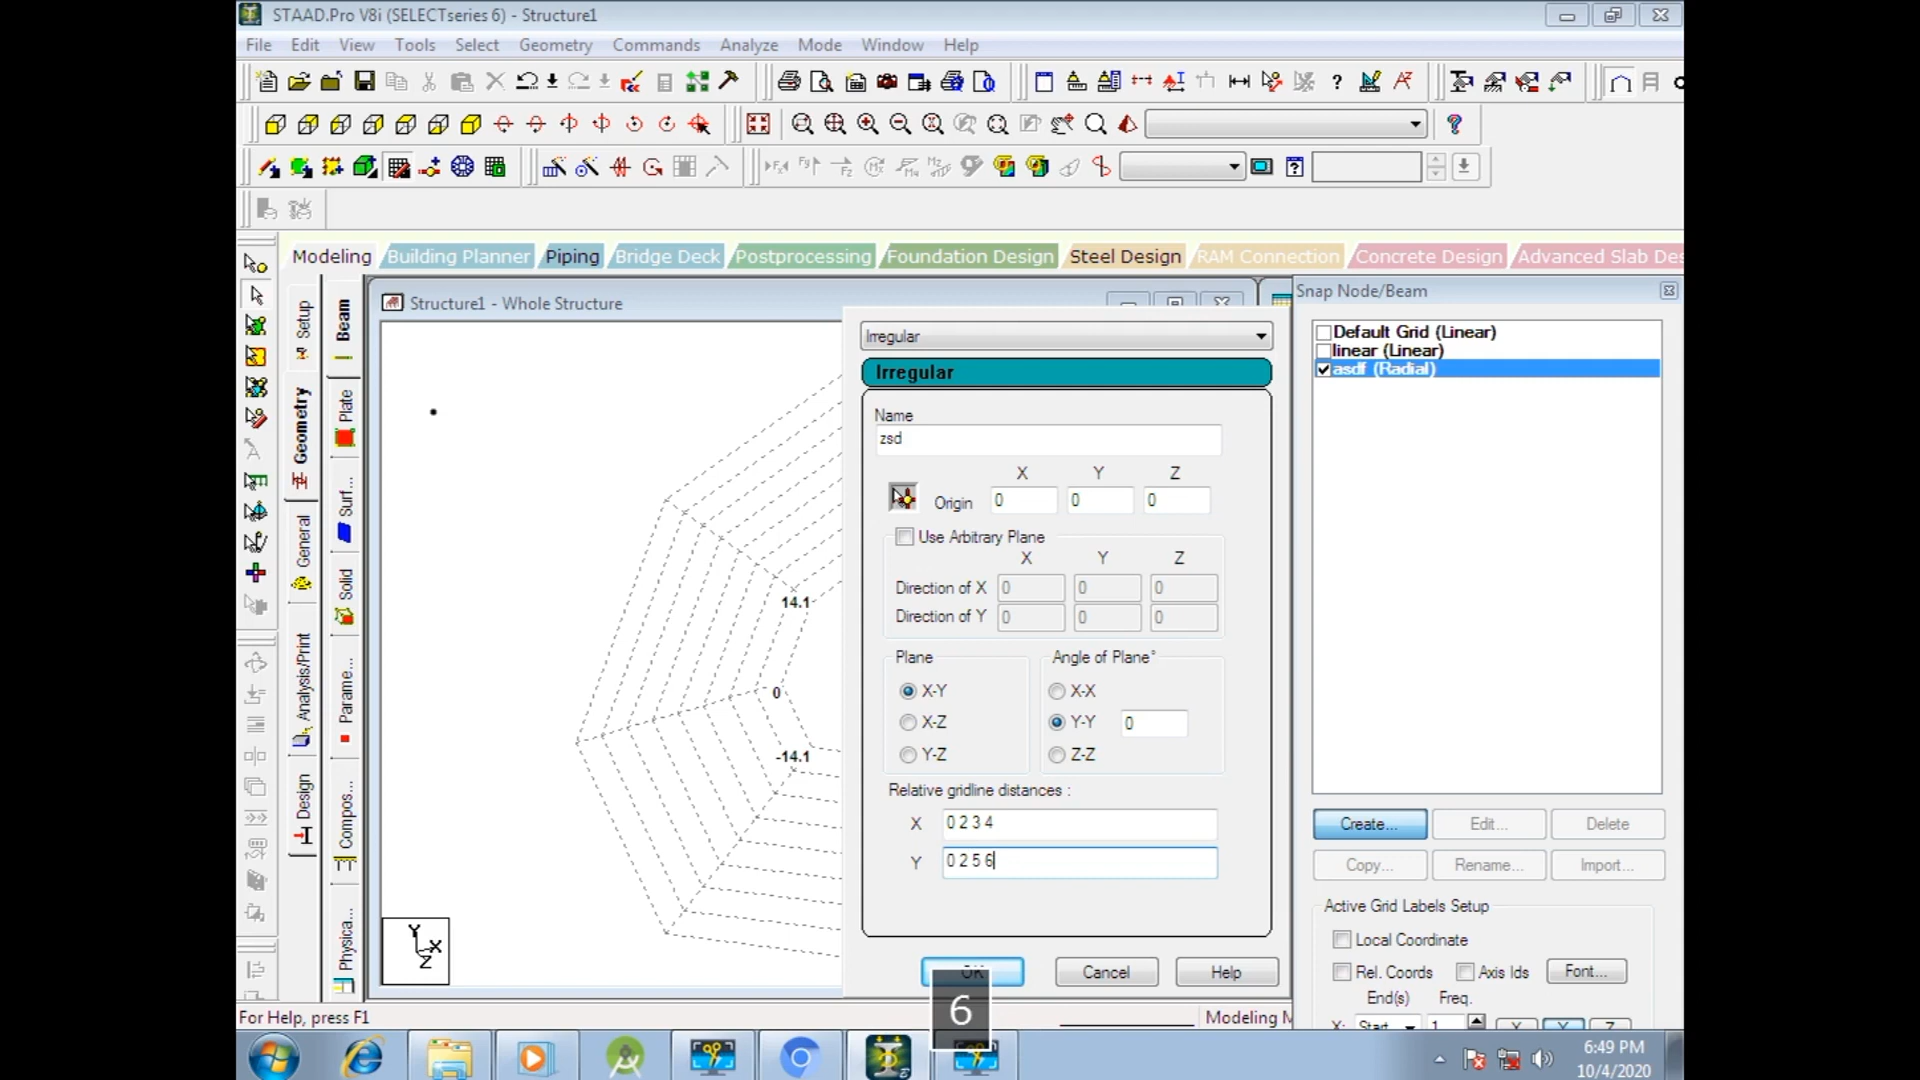 STAAD.Pro V8i (SELECTseries 6) - Structure1
File Edit View Tools Select Geometry Commands Analyze Mode Window Help
Modeling Building Planner Piping Bridge Deck Postprocessing Foundation Design Steel Design RAM Connection Concrete Design Advanced Slab Des
Setup
Geometry
General
Analysis/Print
Design
Beam
Plate
Surf...
Solid
Parame...
Compos...
Physica...
Structure1 - Whole Structure
14.1
0
-14.1
Y
X
Z
Irregular
Irregular
Name
zsd
X Y Z
Origin 0 0 0
Use Arbitrary Plane
X Y Z
Direction of X 0 0 0
Direction of Y 0 0 0
Plane Angle of Plane°
X-Y X-X
X-Z Y-Y 0
Y-Z Z-Z
Relative gridline distances :
X 0 2 3 4
Y 0 2 5 6
OK Cancel Help
6
Snap Node/Beam
Default Grid (Linear)
linear (Linear)
asdf (Radial)
Create... Edit... Delete
Copy... Rename... Import...
Active Grid Labels Setup
Local Coordinate
Rel. Coords Axis Ids Font...
End(s) Freq.
X: Start 1 X Y Z
For Help, press F1
Modeling M
6:49 PM
10/4/2020